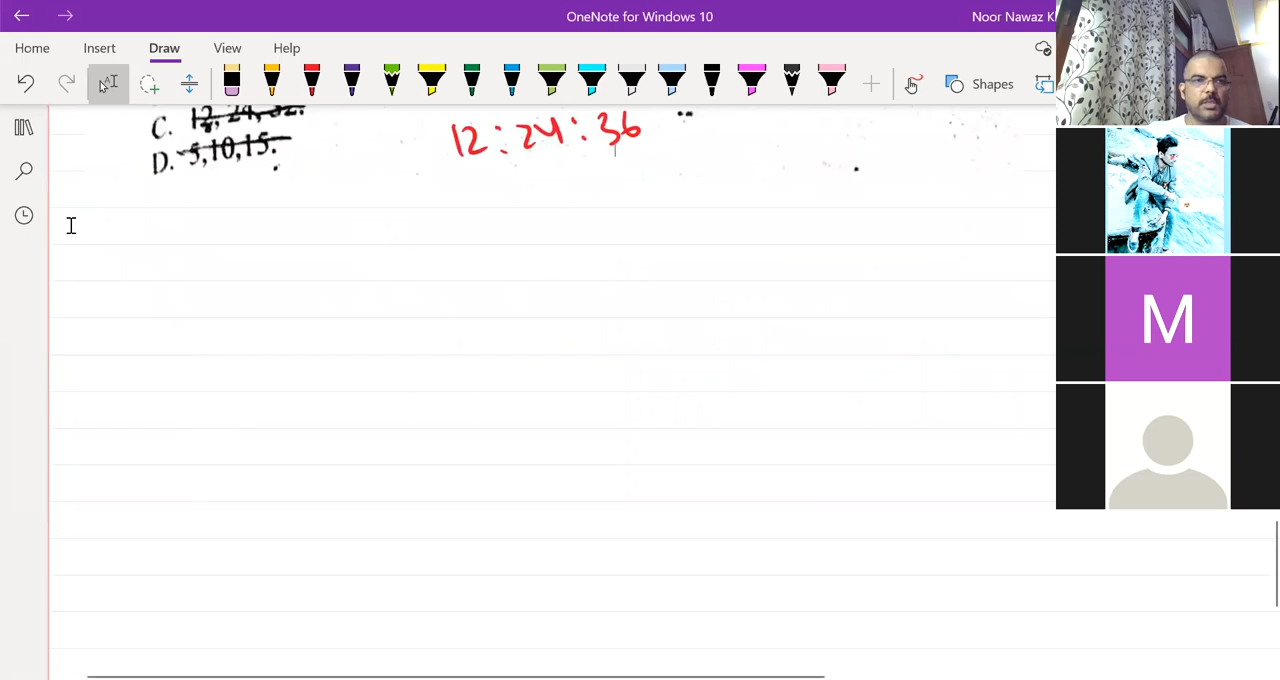 OneNote for Windows 10
Noor Nawaz K
Home Insert Draw View Help
Shapes
C. 12, 24, 32.
D. 5,10,15.
12 : 24 : 36
M